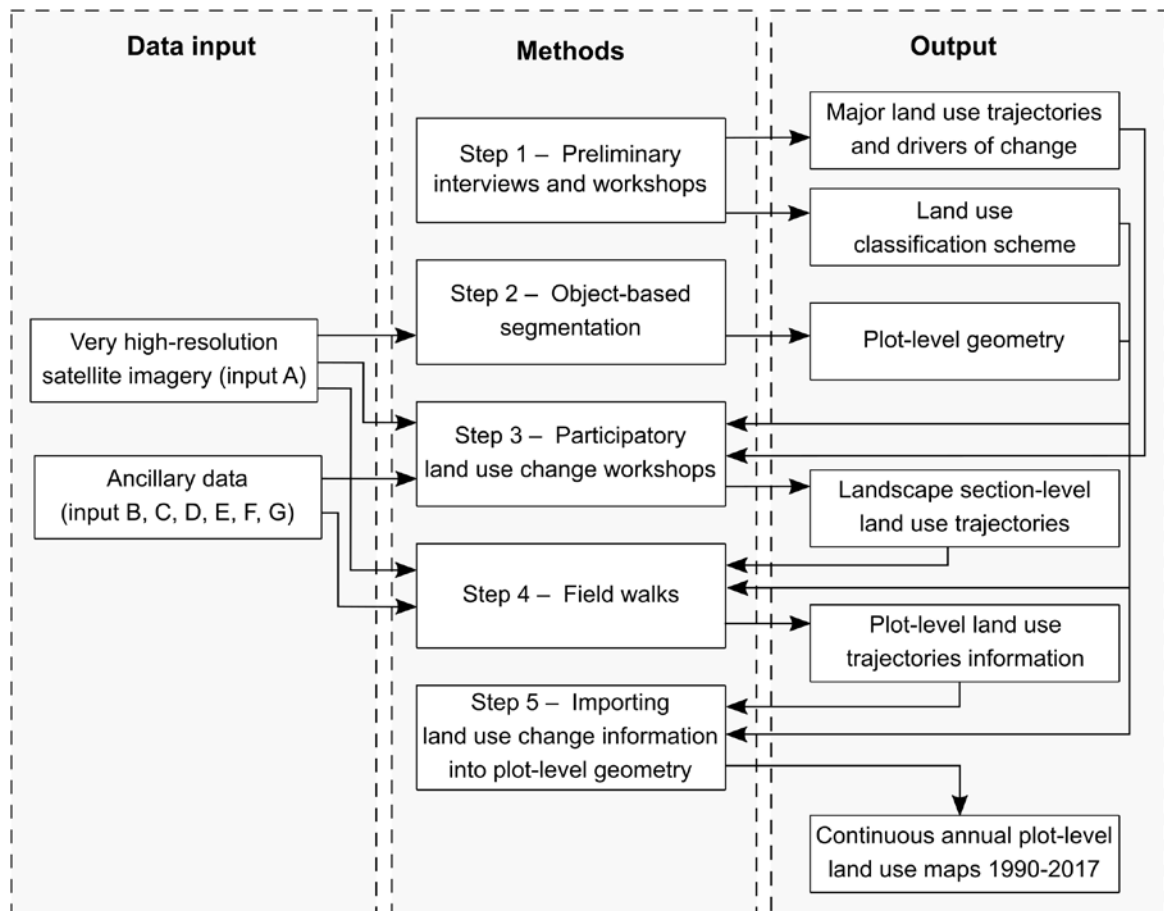 Data input
Very high-resolution
satellite imagery (input A)
Ancillary data
(input B, C, D, E, F, G)
Methods
Step 1 – Preliminary
interviews and workshops
Step 2 – Object-based
segmentation
Step 3 – Participatory
land use change workshops
Step 4 – Field walks
Step 5 – Importing
land use change information
into plot-level geometry
Output
Major land use trajectories
and drivers of change
Land use
classification scheme
Plot-level geometry
Landscape section-level
land use trajectories
Plot-level land use
trajectories information
Continuous annual plot-level
land use maps 1990-2017